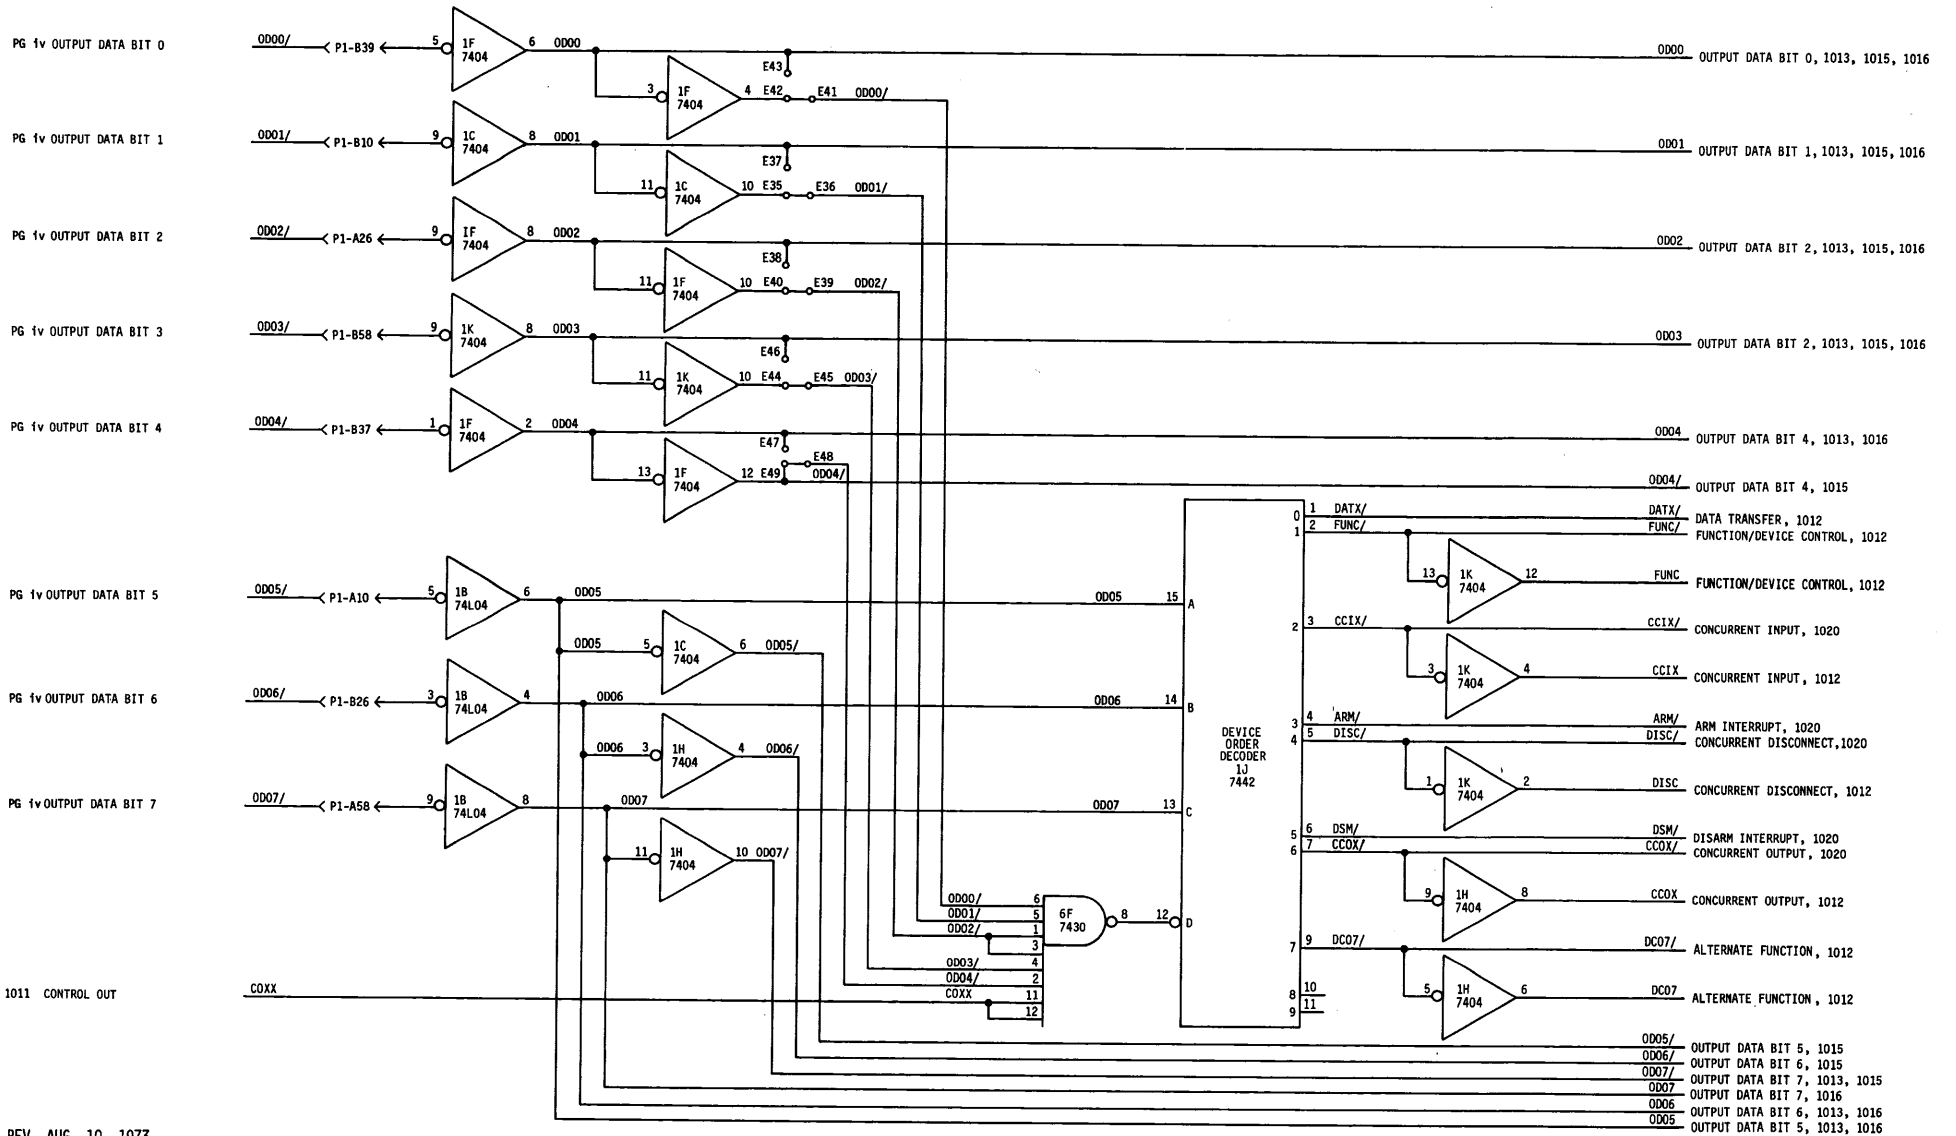 PG iv OUTPUT DATA BIT 0 OD00/ P1-B39 5 1F 7404 6 OD00 OD00 OUTPUT DATA BIT 0, 1013, 1015, 1016
E43
3 1F 7404 4 E42 E41 OD00/
PG iv OUTPUT DATA BIT 1 OD01/ P1-B10 9 1C 7404 8 OD01 OD01 OUTPUT DATA BIT 1, 1013, 1015, 1016
E37
11 1C 7404 10 E35 E36 OD01/
PG iv OUTPUT DATA BIT 2 OD02/ P1-A26 9 IF 7404 8 OD02 OD02 OUTPUT DATA BIT 2, 1013, 1015, 1016
E38
11 1F 7404 10 E40 E39 OD02/
PG iv OUTPUT DATA BIT 3 OD03/ P1-B58 9 1K 7404 8 OD03 OD03 OUTPUT DATA BIT 2, 1013, 1015, 1016
E46
11 1K 7404 10 E44 E45 OD03/
PG iv OUTPUT DATA BIT 4 OD04/ P1-B37 1 1F 7404 2 OD04 OD04 OUTPUT DATA BIT 4, 1013, 1016
E47
E48
13 1F 7404 12 E49 OD04/ OD04/ OUTPUT DATA BIT 4, 1015
0 1 DATX/ DATX/ DATA TRANSFER, 1012
1 2 FUNC/ FUNC/ FUNCTION/DEVICE CONTROL, 1012
13 1K 7404 12 FUNC FUNCTION/DEVICE CONTROL, 1012
PG iv OUTPUT DATA BIT 5 OD05/ P1-A10 5 1B 74L04 6 OD05 OD05 15 A
2 3 CCIX/ CCIX/ CONCURRENT INPUT, 1020
OD05 5 1C 7404 6 OD05/
3 1K 7404 4 CCIX CONCURRENT INPUT, 1012
PG iv OUTPUT DATA BIT 6 OD06/ P1-B26 3 1B 74L04 4 OD06 OD06 14 B
3 4 ARM/ ARM/ ARM INTERRUPT, 1020
4 5 DISC/ DISC/ CONCURRENT DISCONNECT,1020
DEVICE
ORDER
DECODER
1J
7442
OD06 3 1H 7404 4 OD06/
1 1K 7404 2 DISC CONCURRENT DISCONNECT, 1012
PG iv OUTPUT DATA BIT 7 OD07/ P1-A58 9 1B 74L04 8 OD07 OD07 13 C
5 6 DSM/ DSM/ DISARM INTERRUPT, 1020
6 7 CCOX/ CCOX/ CONCURRENT OUTPUT, 1020
11 1H 7404 10 OD07/
9 1H 7404 8 CCOX CONCURRENT OUTPUT, 1012
OD00/ 6
OD01/ 5 6F 7430 8 12 D
OD02/ 1
3
7 9 DC07/ DC07/ ALTERNATE FUNCTION, 1012
OD03/ 4
OD04/ 2
1011 CONTROL OUT COXX COXX 11
12
8 10
9 11
5 1H 7404 6 DC07 ALTERNATE FUNCTION, 1012
OD05/ OUTPUT DATA BIT 5, 1015
OD06/ OUTPUT DATA BIT 6, 1015
OD07/ OUTPUT DATA BIT 7, 1013, 1015
OD07 OUTPUT DATA BIT 7, 1016
OD06 OUTPUT DATA BIT 6, 1013, 1016
OD05 OUTPUT DATA BIT 5, 1013, 1016
REV. AUG. 10, 1973